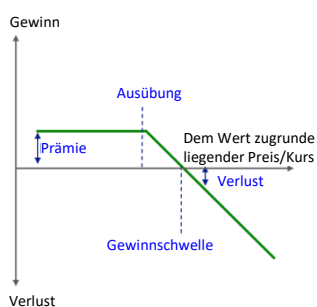 Gewinn
Ausübung
Dem Wert zugrunde
liegender Preis/Kurs
Prämie
Verlust
Gewinnschwelle
Verlust